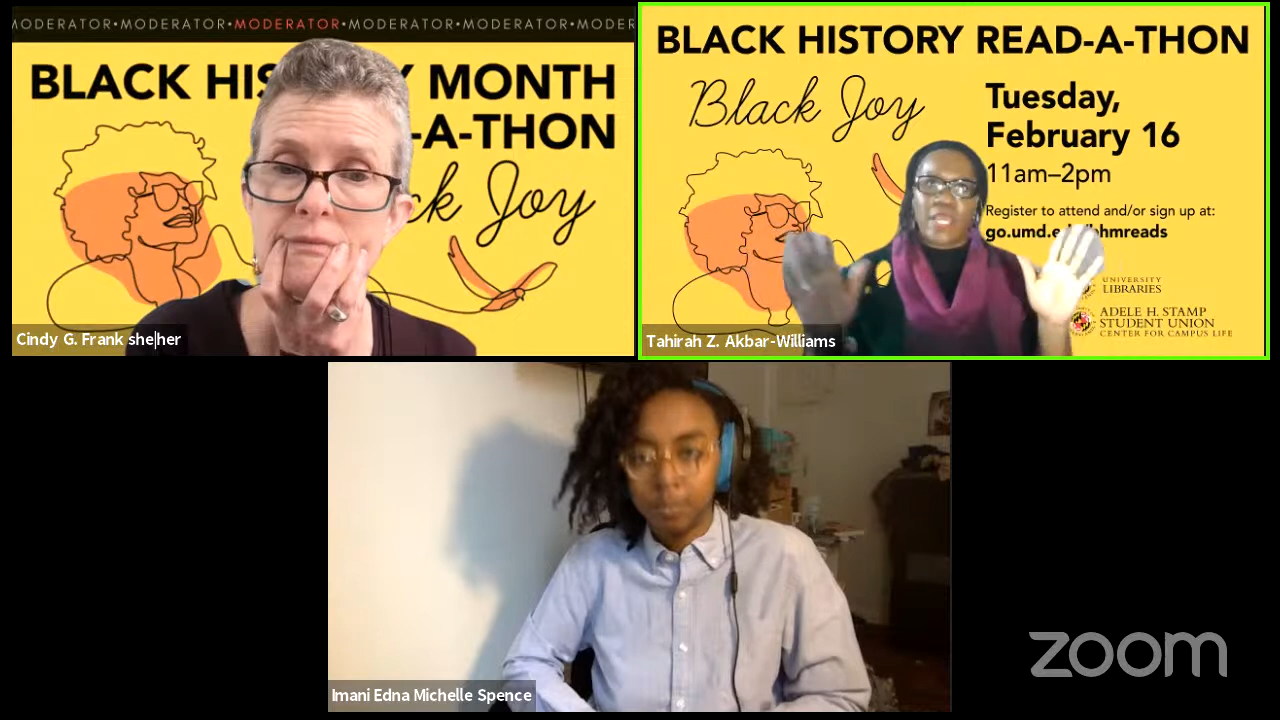 MODERATOR•MODERATOR•MODERATOR•MODERATOR•MODERATOR•MODER
BLACK HIS Y MONTH
-A-THON
ck Joy
Cindy G. Frank she|her
BLACK HISTORY READ-A-THON
Black Joy
Tuesday,
February 16
11am–2pm
Register to attend and/or sign up at:
go.umd.e hmreads
UNIVERSITY
LIBRARIES
ADELE H. STAMP
STUDENT UNION
CENTER FOR CAMPUS LIFE
Tahirah Z. Akbar-Williams
Imani Edna Michelle Spence
zoom